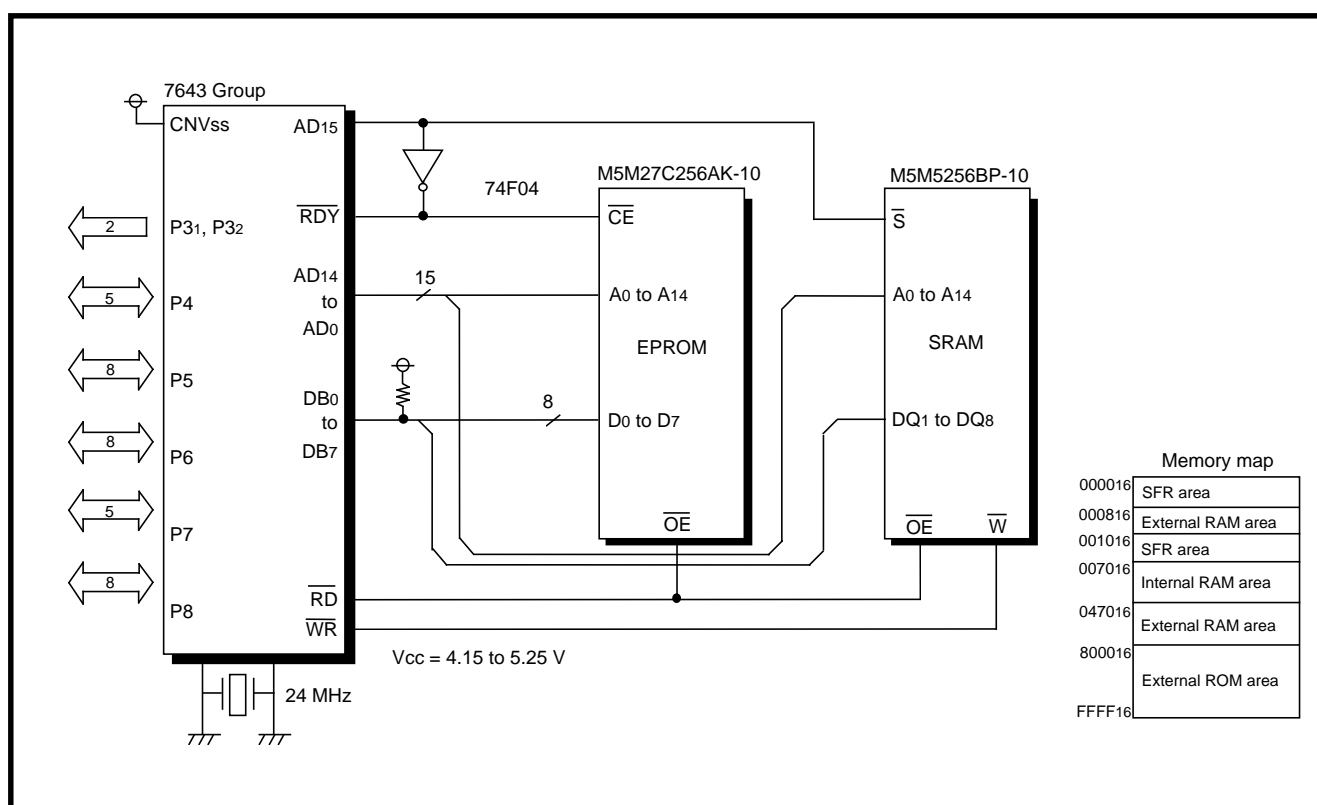 7643 Group
CNVss
AD15
RDY
74F04
P31, P32
2
P4
5
P5
8
P6
8
P7
5
P8
8
AD14
to
AD0
15
DB0
to
DB7
8
RD
WR
Vcc = 4.15 to 5.25 V
24 MHz
M5M27C256AK-10
CE
A0 to A14
EPROM
D0 to D7
OE
M5M5256BP-10
S
A0 to A14
SRAM
DQ1 to DQ8
OE
W
Memory map
000016
SFR area
000816
External RAM area
001016
SFR area
007016
Internal RAM area
047016
External RAM area
800016
External ROM area
FFFF16